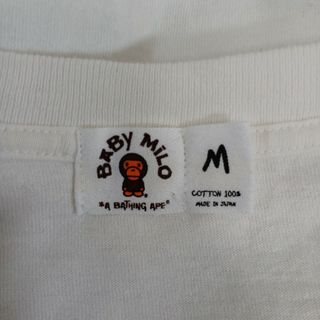 BABY MILO
"A BATHING APE"
M
COTTON 100%
MADE IN JAPAN